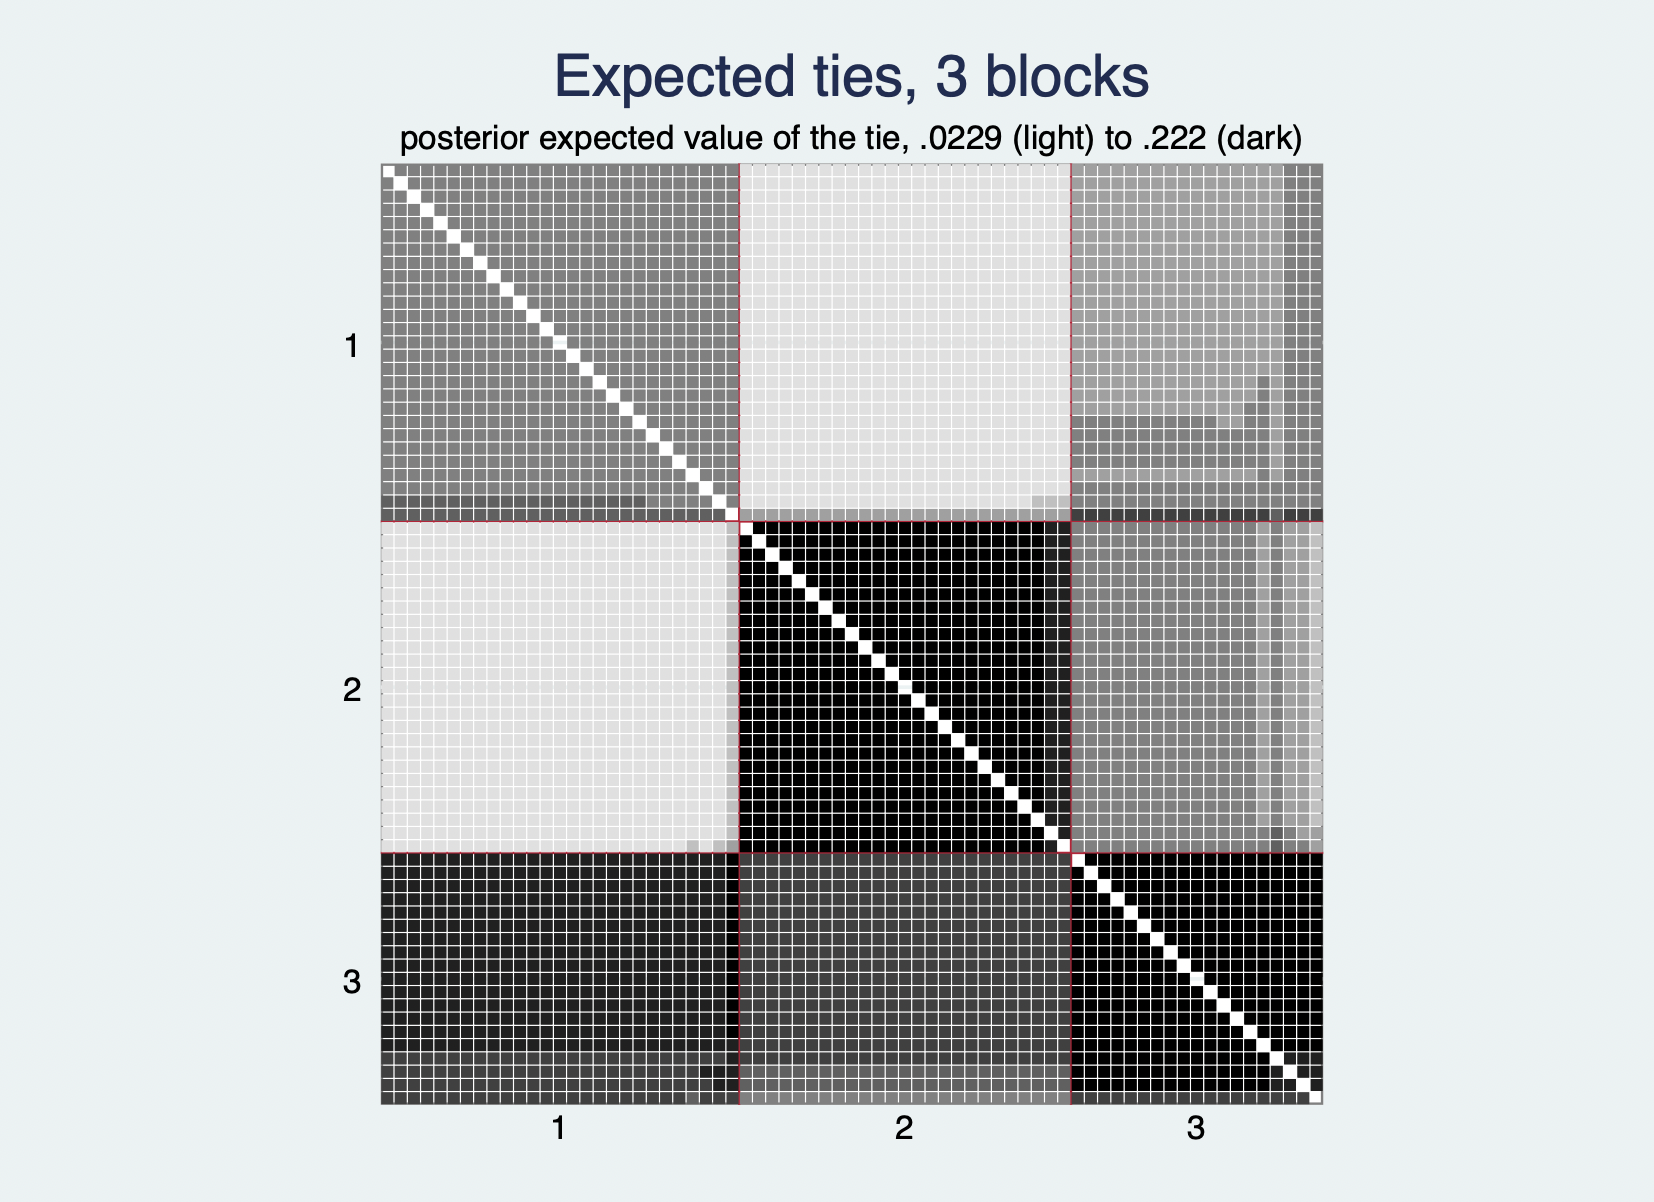 Expected ties, 3 blocks
posterior expected value of the tie, .0229 (light) to .222 (dark)
1
2
3
1 2 3